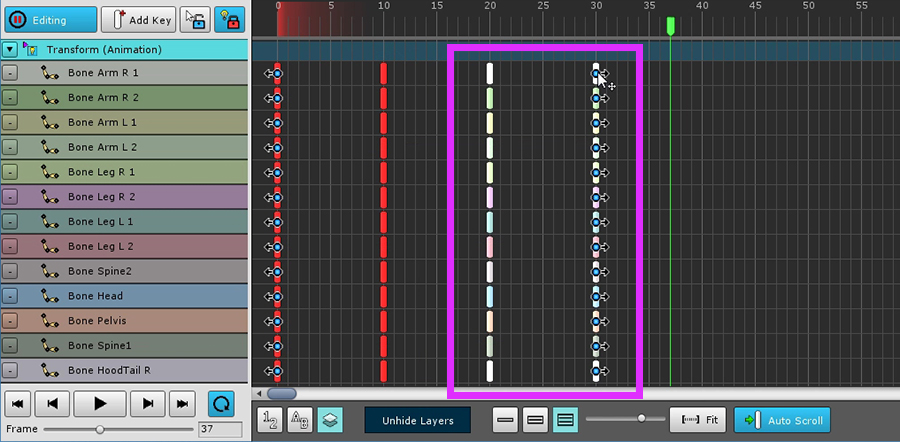 Editing
Add Key
0 5 10 15 20 25 30 35 40 45 50 55
Transform (Animation)
Bone Arm R 1
Bone Arm R 2
Bone Arm L 1
Bone Arm L 2
Bone Leg R 1
Bone Leg R 2
Bone Leg L 1
Bone Leg L 2
Bone Spine2
Bone Head
Bone Pelvis
Bone Spine1
Bone HoodTail R
1 2
A B
Unhide Layers
Fit
Auto Scroll
Frame
37